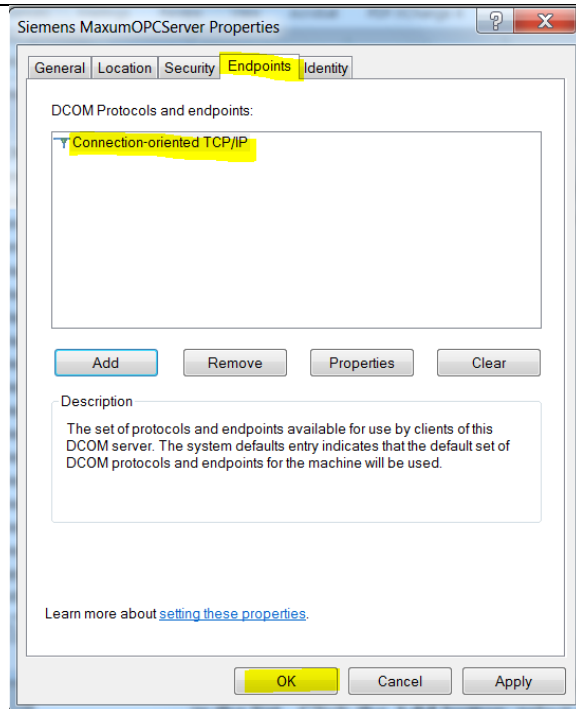 Siemens MaxumOPCServer Properties
General Location Security Endpoints Identity
DCOM Protocols and endpoints:
Connection-oriented TCP/IP
Add Remove Properties Clear
Description
The set of protocols and endpoints available for use by clients of this
DCOM server. The system defaults entry indicates that the default set of
DCOM protocols and endpoints for the machine will be used.
Learn more about setting these properties.
OK Cancel Apply